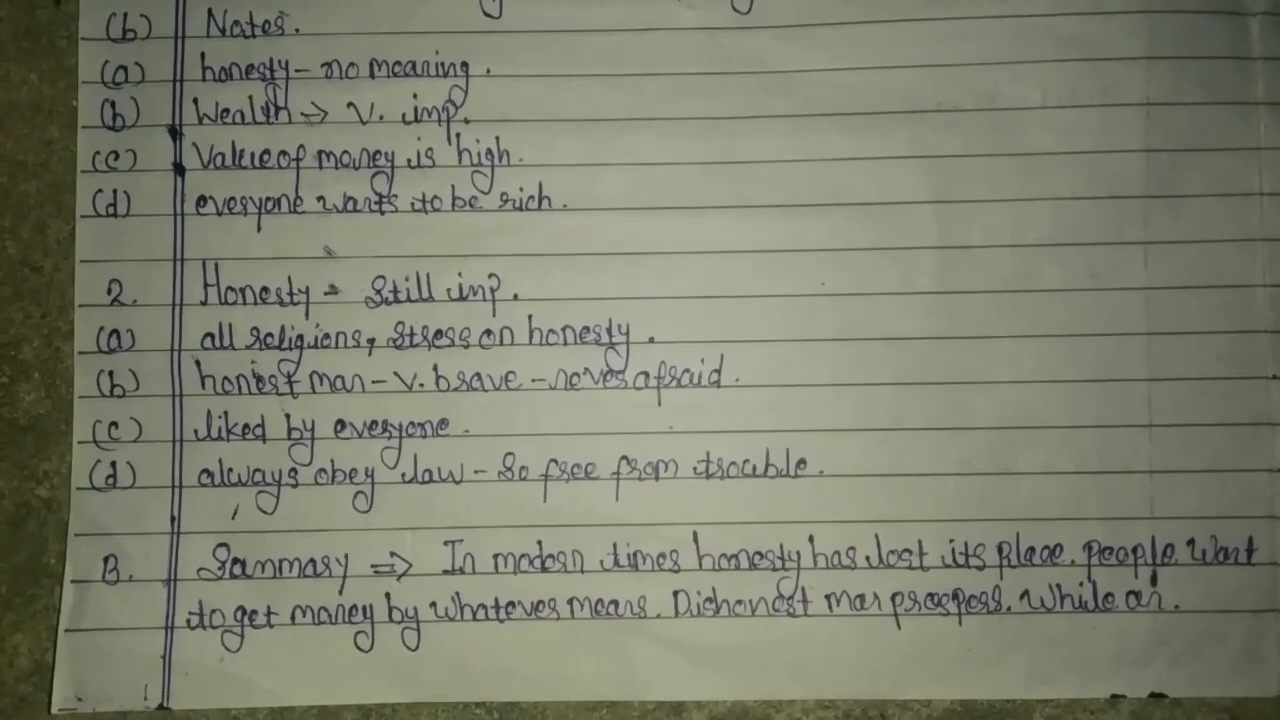 (b) Notes.
(a) honesty - no meaning.
(b) Wealth → v. imp.
(c) Value of money is high.
(d) everyone wants to be rich.
2. Honesty - Still imp.
(a) all religions, stress on honesty.
(b) honest man - v. brave - never afraid.
(c) liked by everyone.
(d) always obey law - So free from trouble.
B. Summary ⇒ In modern times honesty has lost its place. People Want
to get money by whatever means. Dishonest man prospers. While an.